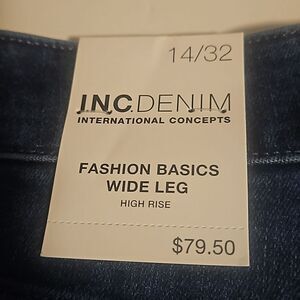 14/32
I.N.C.DENIM
INTERNATIONAL CONCEPTS
FASHION BASICS
WIDE LEG
HIGH RISE
$79.50